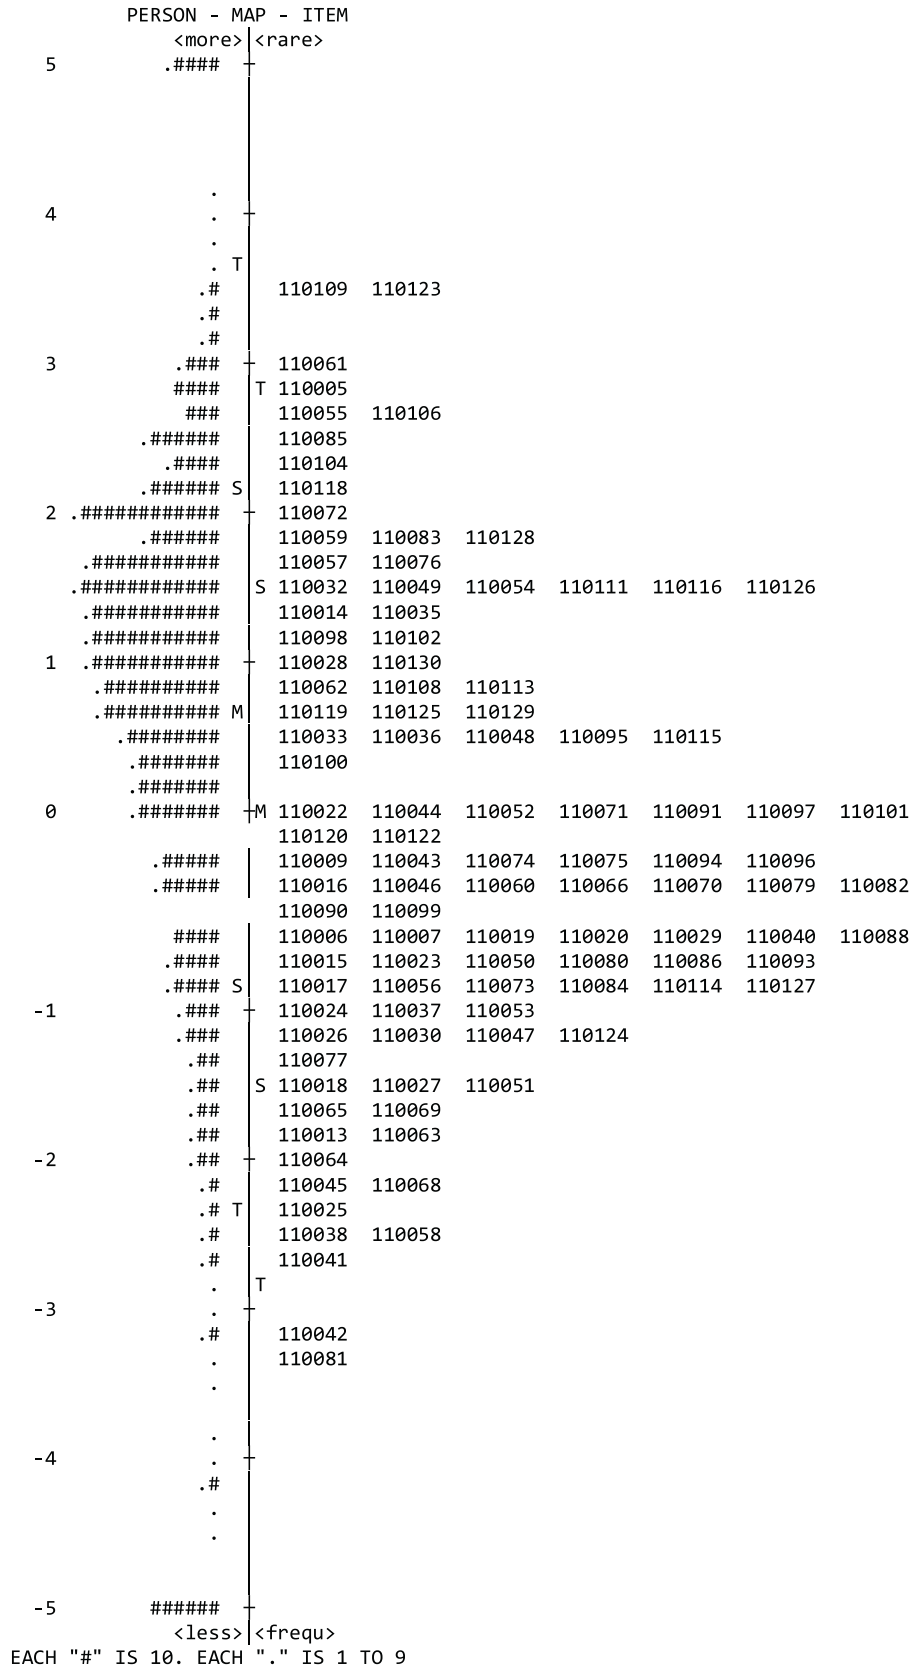 PERSON - MAP - ITEM
              <more>|<rare>
   5         .####  +
                    |
                    |
                    |
                    |
                 .  |
   4             .  +
                 .  |
                 . T|
                .#  |  110109  110123
                .#  |
                .#  |
   3          .###  +  110061
              ####  |T 110005
               ###  |  110055  110106
           .######  |  110085
             .####  |  110104
           .###### S|  110118
   2 .############  +  110072
           .######  |  110059  110083  110128
      .###########  |  110057  110076
     .############  |S 110032  110049  110054  110111  110116  110126
      .###########  |  110014  110035
      .###########  |  110098  110102
   1  .###########  +  110028  110130
       .##########  |  110062  110108  110113
       .########## M|  110119  110125  110129
         .########  |  110033  110036  110048  110095  110115
          .#######  |  110100
          .#######  |
   0      .#######  +M 110022  110044  110052  110071  110091  110097  110101
                    |  110120  110122
            .#####  |  110009  110043  110074  110075  110094  110096
            .#####  |  110016  110046  110060  110066  110070  110079  110082
                       110090  110099
              ####  |  110006  110007  110019  110020  110029  110040  110088
             .####  |  110015  110023  110050  110080  110086  110093
             .#### S|  110017  110056  110073  110084  110114  110127
  -1          .###  +  110024  110037  110053
              .###  |  110026  110030  110047  110124
               .##  |  110077
               .##  |S 110018  110027  110051
               .##  |  110065  110069
               .##  |  110013  110063
  -2           .##  +  110064
                .#  |  110045  110068
                .# T|  110025
                .#  |  110038  110058
                .#  |  110041
                 .  |T
  -3             .  +
                .#  |  110042
                 .  |  110081
                 .  |
                    |
                 .  |
  -4             .  +
                .#  |
                 .  |
                 .  |
                    |
                    |
  -5        ######  +
              <less>|<frequ>
EACH "#" IS 10. EACH "." IS 1 TO 9